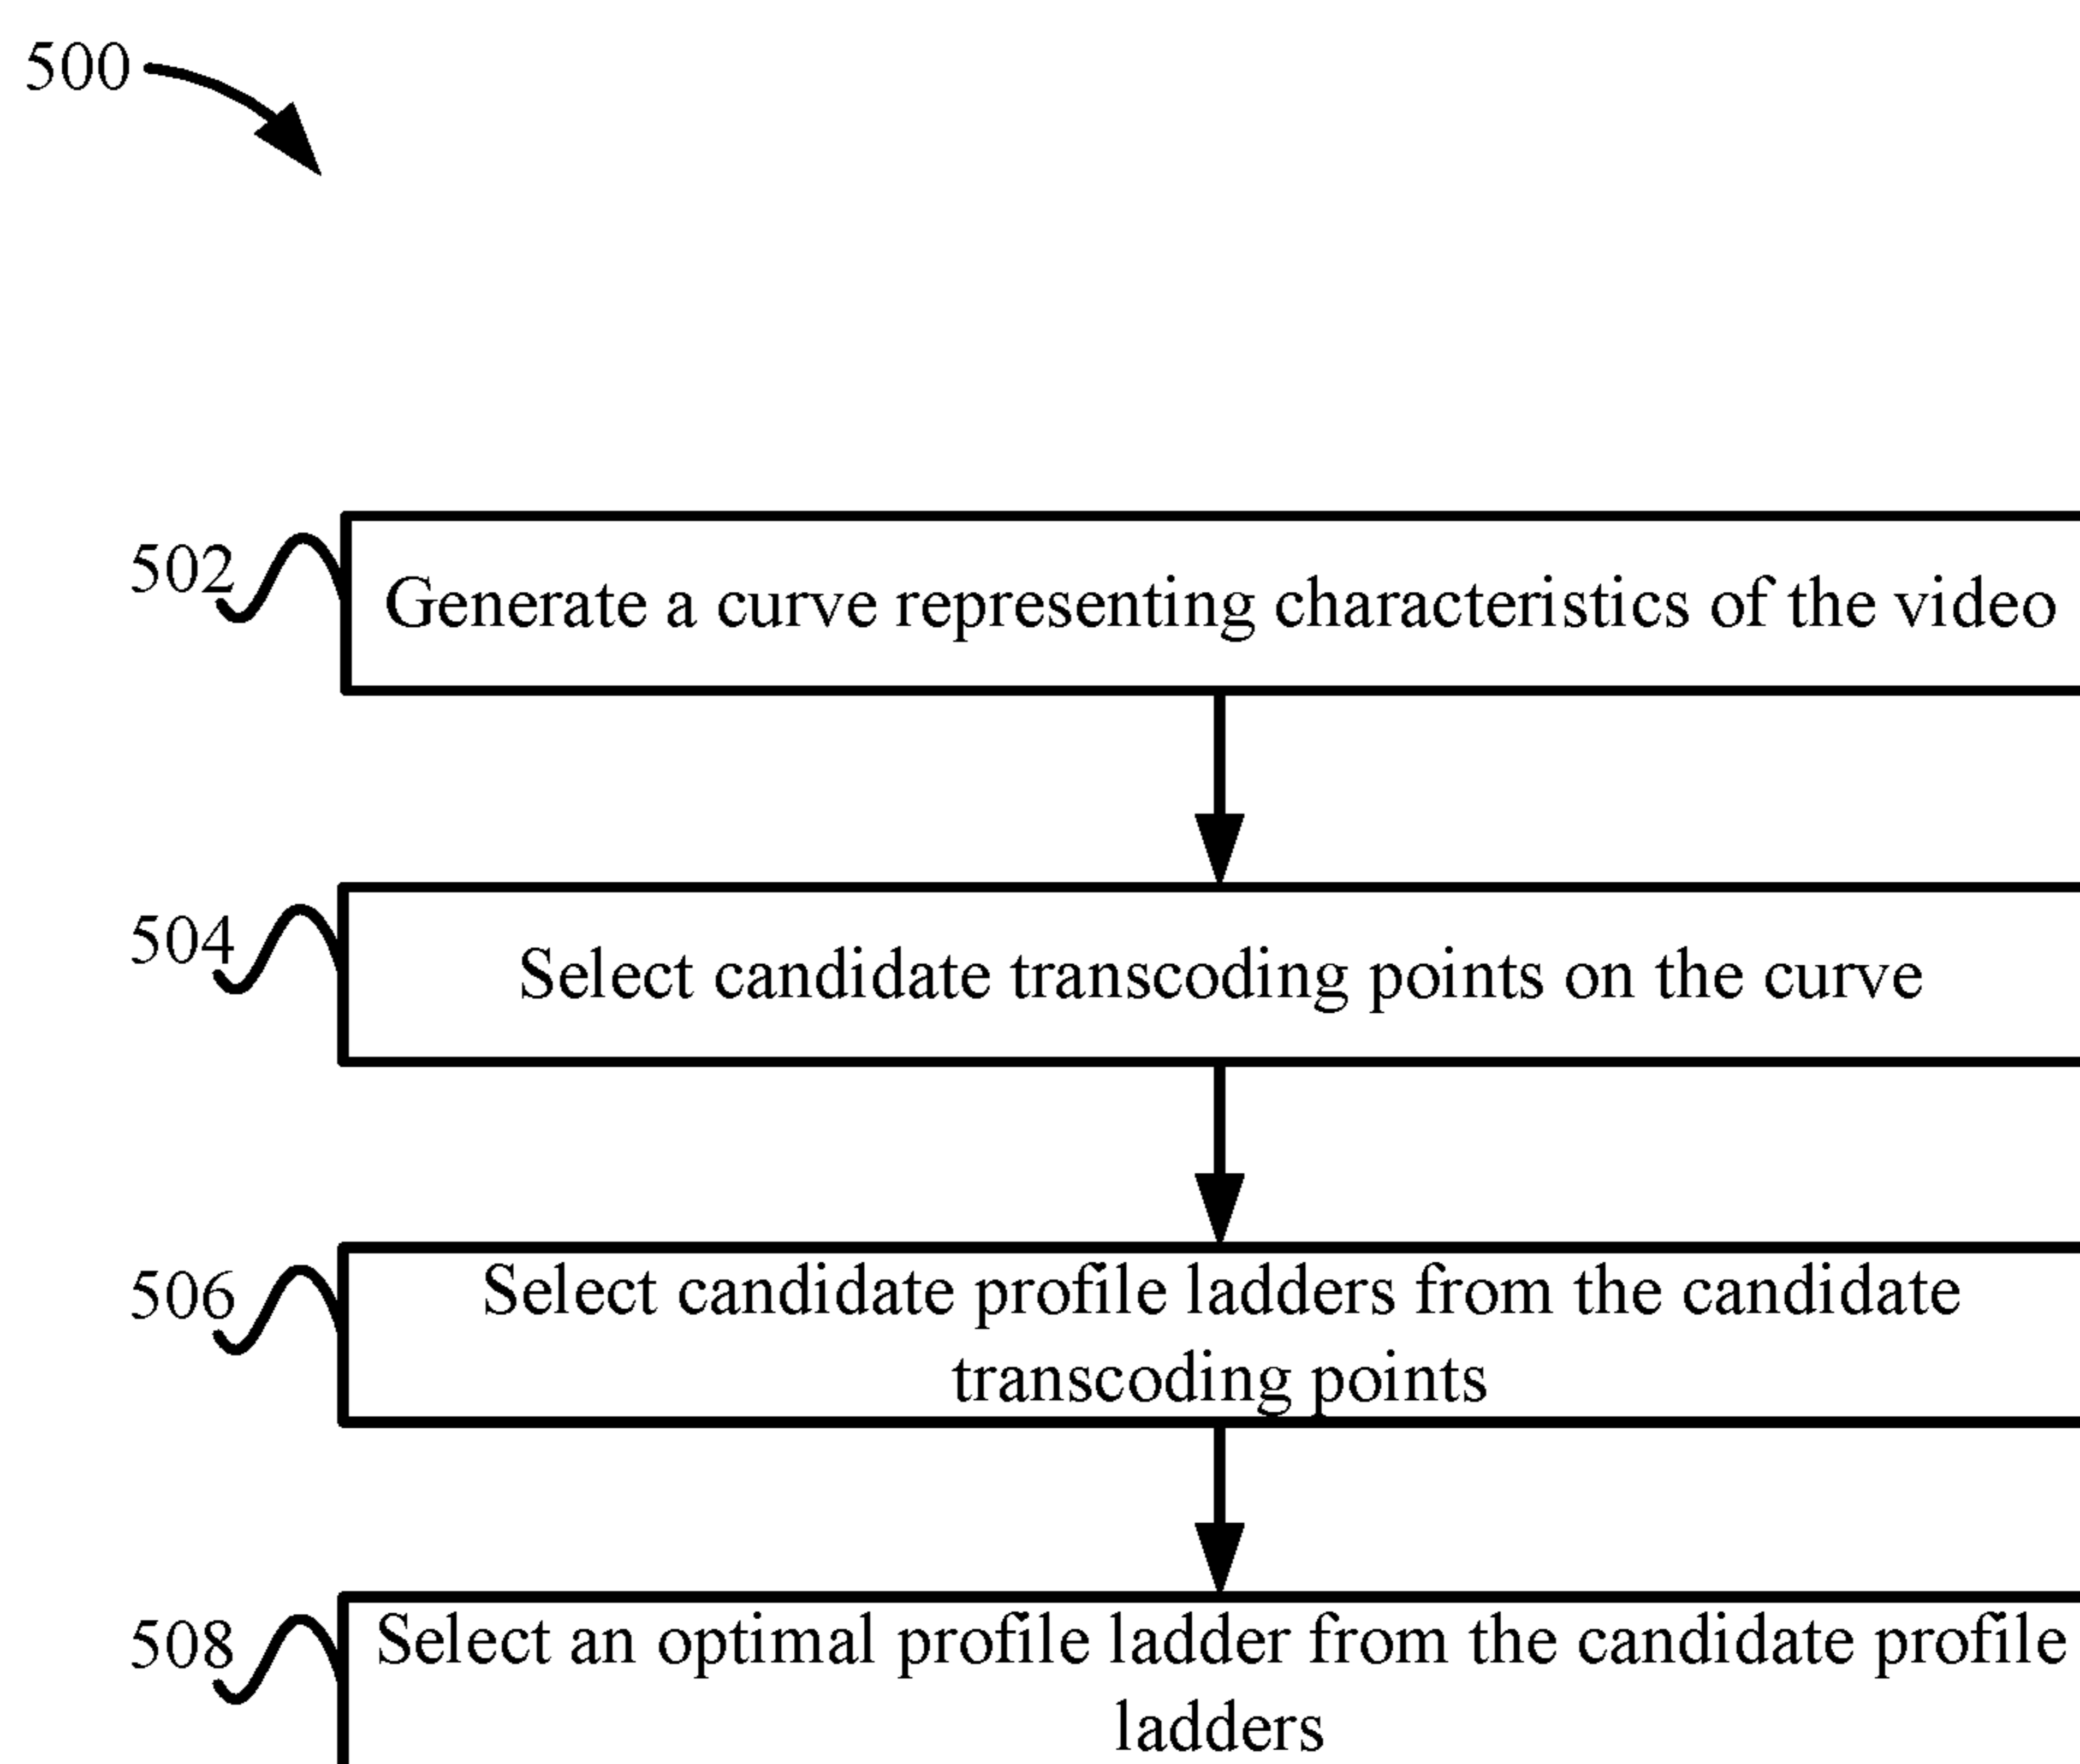 500
502
Generate a curve representing characteristics of the video
504
Select candidate transcoding points on the curve
506
Select candidate profile ladders from the candidate
transcoding points
508
Select an optimal profile ladder from the candidate profile
ladders